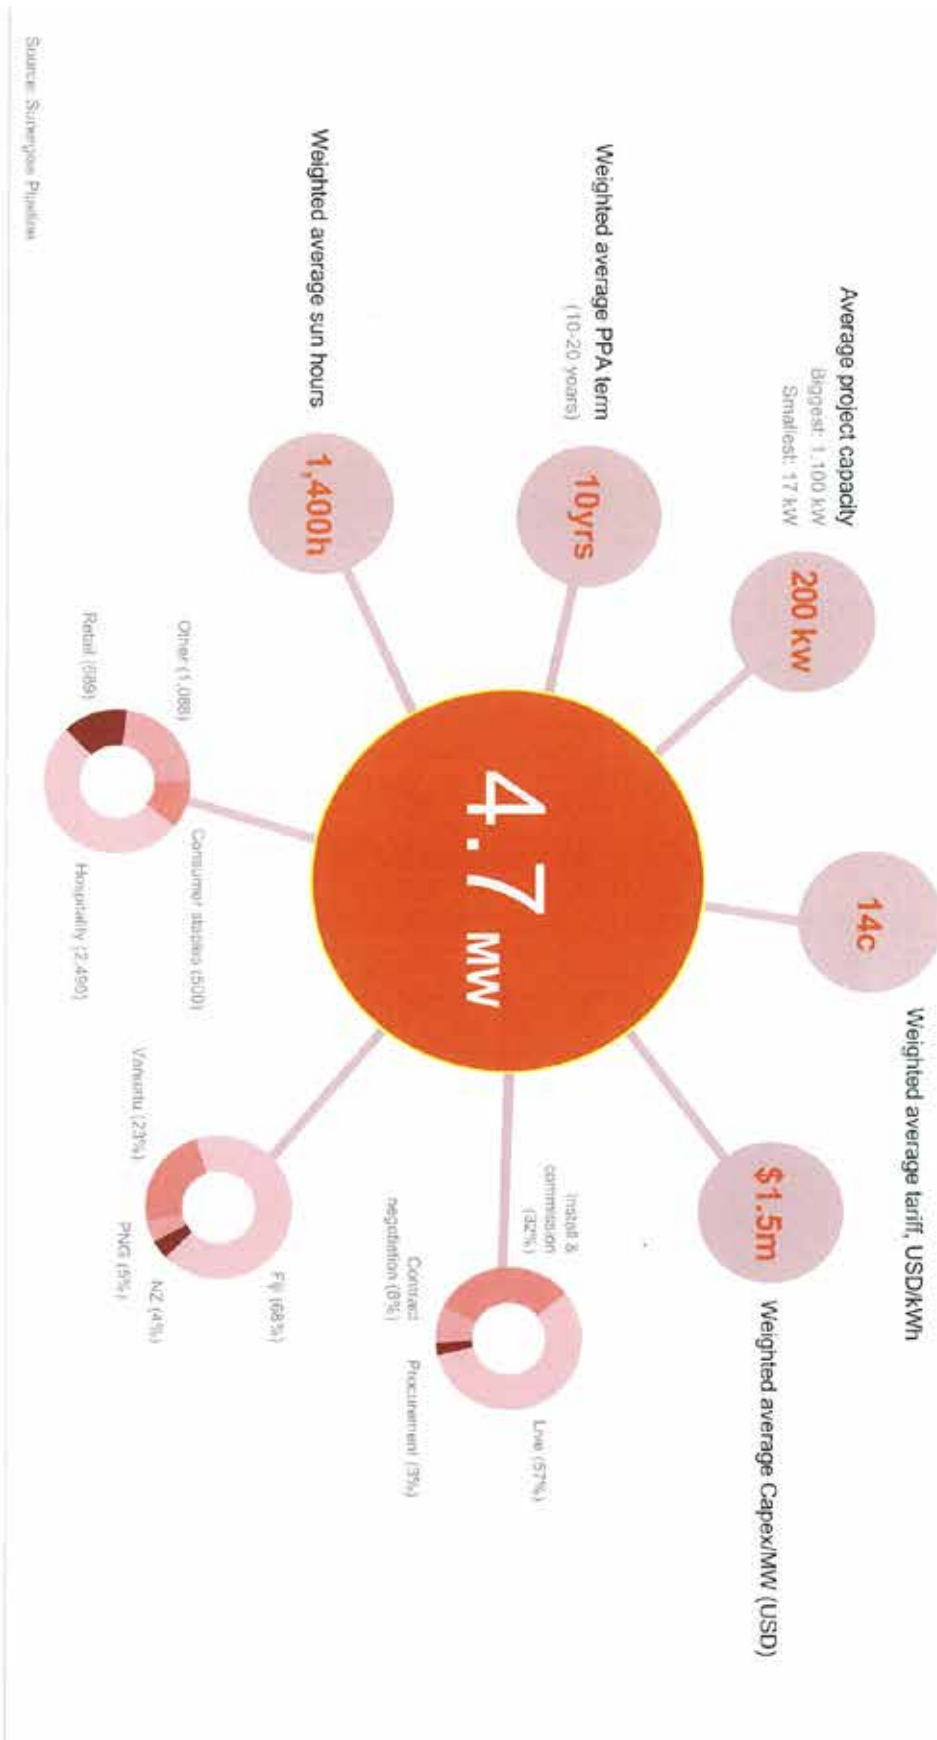 14c
Weighted average tariff, USD/kWh
Average project capacity
Biggest: 1,100 kW
Smallest: 17 kW
200 kw
$1.5m
Weighted average Capex/MW (USD)
Weighted average PPA term
(10-20 years)
10yrs
4.7 MW
Install &
commission
(32%)
Live (57%)
Contract
negotiation (8%)
Procurement (3%)
Weighted average sun hours
1,400h
Fiji (68%)
NZ (4%)
PNG (5%)
Vanuatu (23%)
Other (1,088)
Consumer staples (500)
Retail (589)
Hospitality (2,499)
Source:
Pipeline